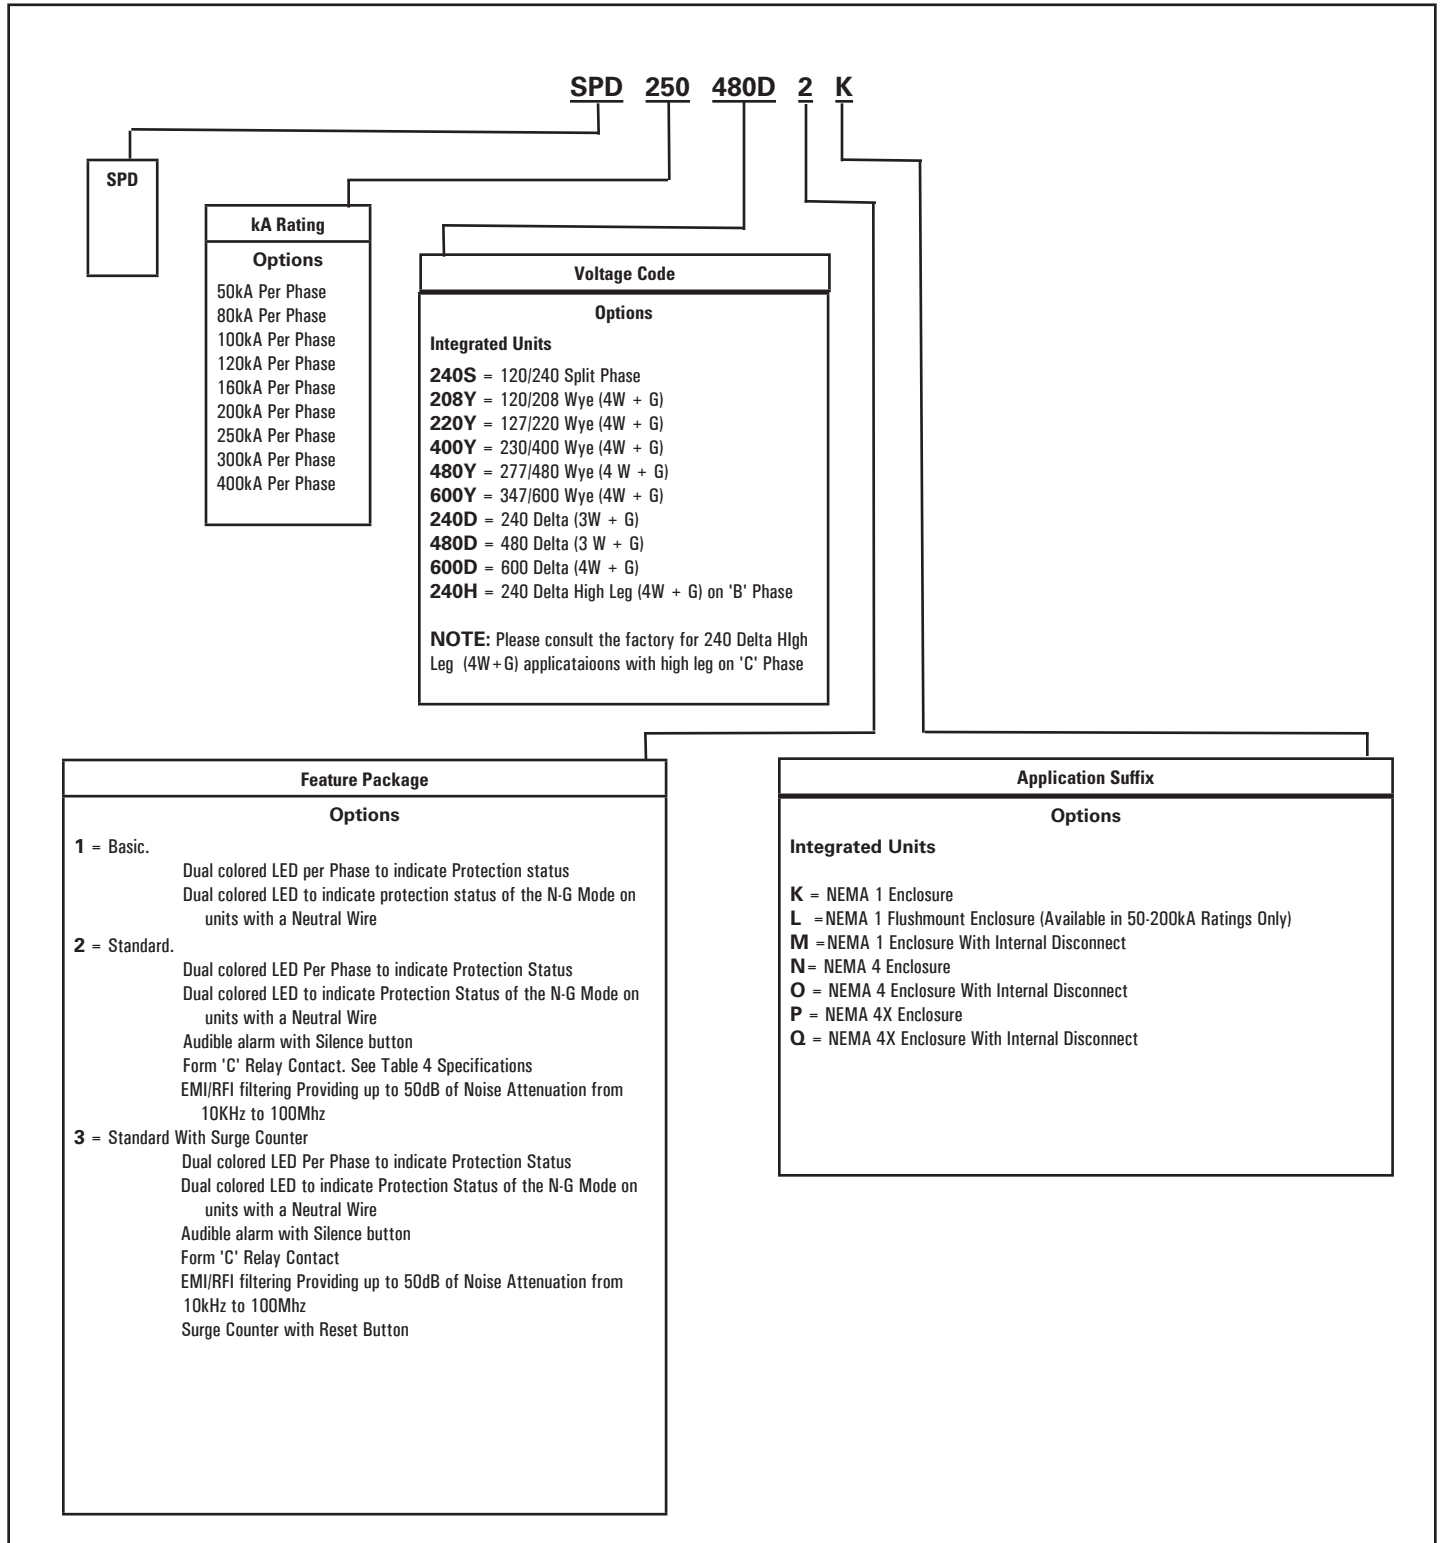 SPD 250 480D 2 K
SPD
kA Rating
Options
50kA Per Phase
80kA Per Phase
100kA Per Phase
120kA Per Phase
160kA Per Phase
200kA Per Phase
250kA Per Phase
300kA Per Phase
400kA Per Phase
Voltage Code
Options
Integrated Units
240S = 120/240 Split Phase
208Y = 120/208 Wye (4W + G)
220Y = 127/220 Wye (4W + G)
400Y = 230/400 Wye (4W + G)
480Y = 277/480 Wye (4 W + G)
600Y = 347/600 Wye (4W + G)
240D = 240 Delta (3W + G)
480D = 480 Delta (3 W + G)
600D = 600 Delta (4W + G)
240H = 240 Delta High Leg (4W + G) on 'B' Phase
NOTE: Please consult the factory for 240 Delta HIgh
Leg (4W+G) applicataioons with high leg on 'C' Phase
Feature Package
Options
1 = Basic.
Dual colored LED per Phase to indicate Protection status
Dual colored LED to indicate protection status of the N-G Mode on
units with a Neutral Wire
2 = Standard.
Dual colored LED Per Phase to indicate Protection Status
Dual colored LED to indicate Protection Status of the N-G Mode on
units with a Neutral Wire
Audible alarm with Silence button
Form 'C' Relay Contact. See Table 4 Specifications
EMI/RFI filtering Providing up to 50dB of Noise Attenuation from
10KHz to 100Mhz
3 = Standard With Surge Counter
Dual colored LED Per Phase to indicate Protection Status
Dual colored LED to indicate Protection Status of the N-G Mode on
units with a Neutral Wire
Audible alarm with Silence button
Form 'C' Relay Contact
EMI/RFI filtering Providing up to 50dB of Noise Attenuation from
10kHz to 100Mhz
Surge Counter with Reset Button
Application Suffix
Options
Integrated Units
K = NEMA 1 Enclosure
L =NEMA 1 Flushmount Enclosure (Available in 50-200kA Ratings Only)
M =NEMA 1 Enclosure With Internal Disconnect
N= NEMA 4 Enclosure
O = NEMA 4 Enclosure With Internal Disconnect
P = NEMA 4X Enclosure
Q = NEMA 4X Enclosure With Internal Disconnect